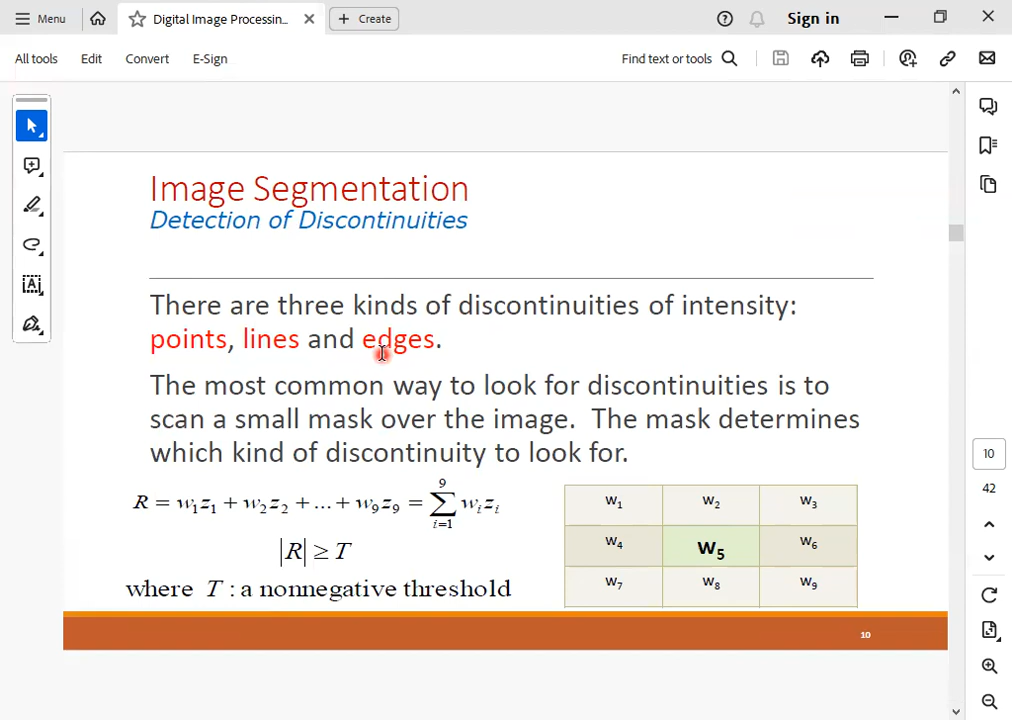 Menu
Digital Image Processin...
Create
Sign in
All tools
Edit
Convert
E-Sign
Find text or tools
Image Segmentation
Detection of Discontinuities
There are three kinds of discontinuities of intensity:
points, lines and edges.
The most common way to look for discontinuities is to
scan a small mask over the image.  The mask determines
which kind of discontinuity to look for.
R = w₁z₁ + w₂z₂ + ... + w₉z₉ = ∑⁹ᵢ₌₁ wᵢzᵢ
|R| ≥ T
where T : a nonnegative threshold
w₁ w₂ w₃
w₄ w₅ w₆
w₇ w₈ w₉
10
10
42